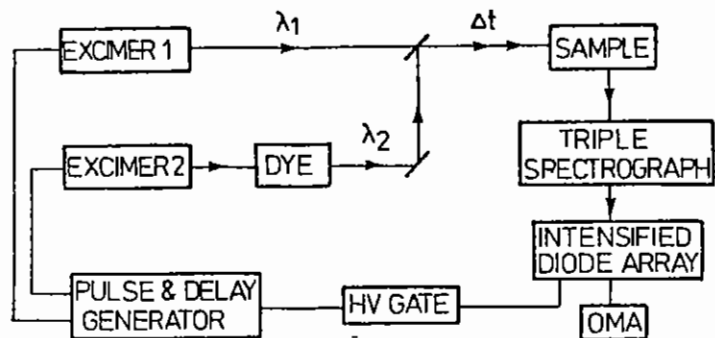 EXCIMER 1
λ1
Δt
SAMPLE
EXCIMER 2
DYE
λ2
TRIPLE
SPECTROGRAPH
INTENSIFIED
DIODE ARRAY
PULSE & DELAY
GENERATOR
HV GATE
OMA